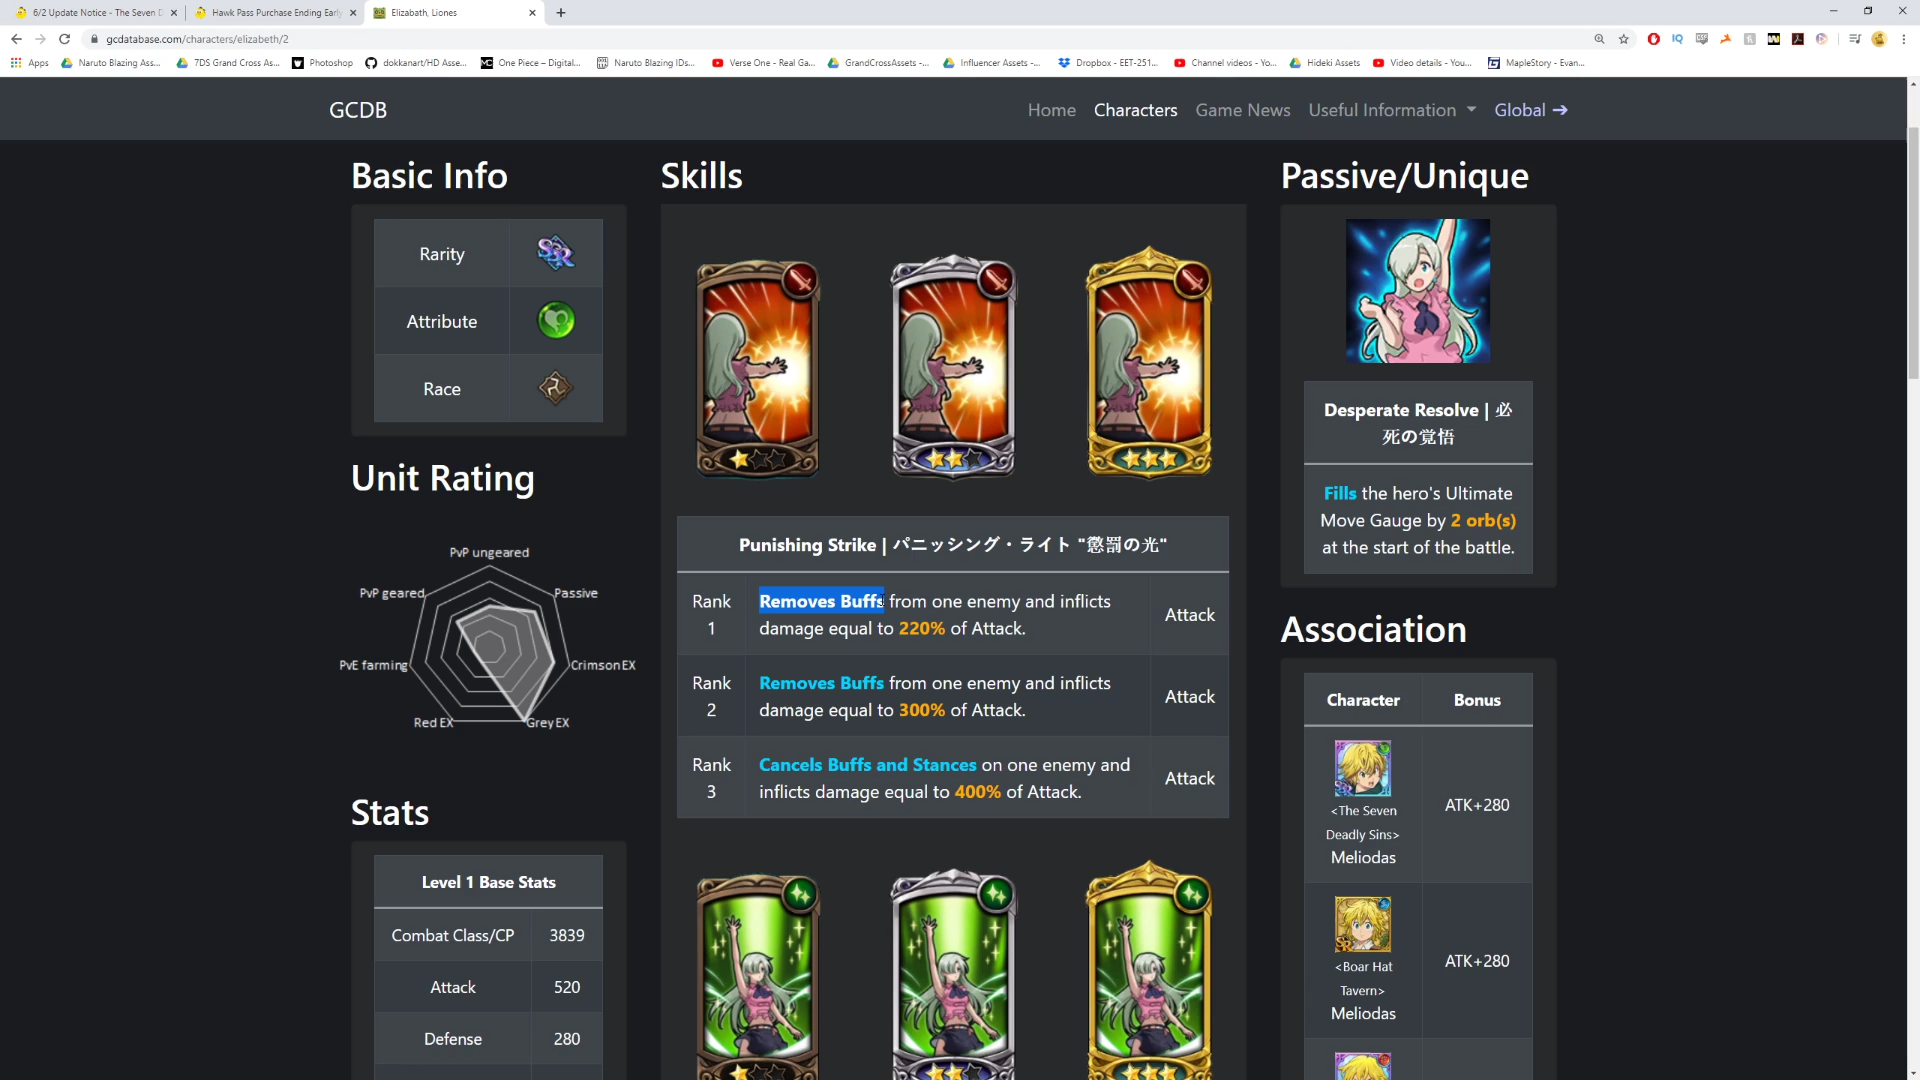 6/2 Update Notice - The Seven D
Hawk Pass Purchase Ending Early
Elizabath, Liones
gcdatabase.com/characters/elizabeth/2
Apps
Naruto Blazing Ass...
7DS Grand Cross As...
Photoshop
dokkanart/HD Asse...
One Piece – Digital...
Naruto Blazing IDs...
Verse One - Real Ga...
GrandCrossAssets -...
Influencer Assets -...
Dropbox - EET-251...
Channel videos - Yo...
Hideki Assets
Video details - You...
MapleStory - Evan...
GCDB
Home
Characters
Game News
Useful Information
Global →
Basic Info
Rarity
SSR
Attribute
Race
Unit Rating
PvP ungeared
PvP geared
Passive
PvE farming
Crimson EX
Red EX
Grey EX
Stats
Level 1 Base Stats
Combat Class/CP 3839
Attack 520
Defense 280
Skills
Punishing Strike | パニッシング・ライト "懲罰の光"
Rank 1
Removes Buffs from one enemy and inflicts
damage equal to 220% of Attack.
Attack
Rank 2
Removes Buffs from one enemy and inflicts
damage equal to 300% of Attack.
Attack
Rank 3
Cancels Buffs and Stances on one enemy and
inflicts damage equal to 400% of Attack.
Attack
Passive/Unique
Desperate Resolve | 必
死の覚悟
Fills the hero's Ultimate
Move Gauge by 2 orb(s)
at the start of the battle.
Association
Character Bonus
SR
<The Seven
Deadly Sins>
Meliodas
ATK+280
SR
<Boar Hat
Tavern>
Meliodas
ATK+280